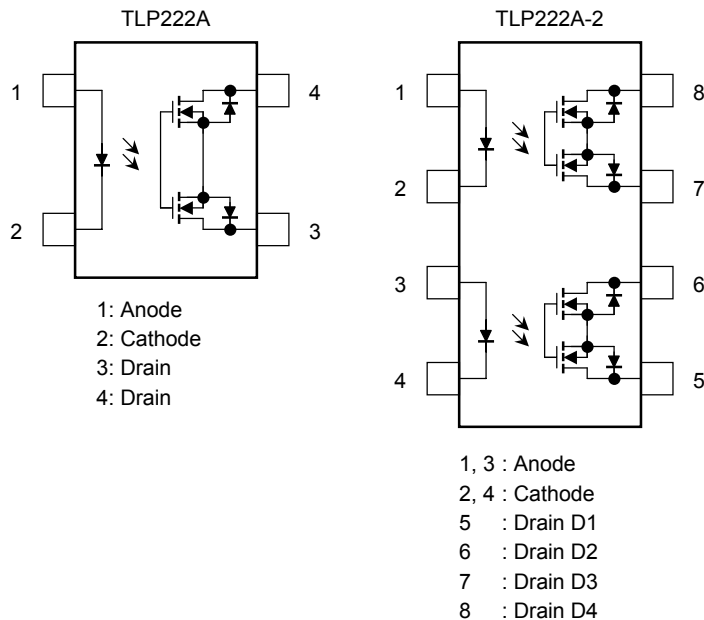 TLP222A
1
4
2
3
1: Anode
2: Cathode
3: Drain
4: Drain
TLP222A-2
1
8
2
7
3
6
4
5
1, 3 : Anode
2, 4 : Cathode
5 : Drain D1
6 : Drain D2
7 : Drain D3
8 : Drain D4